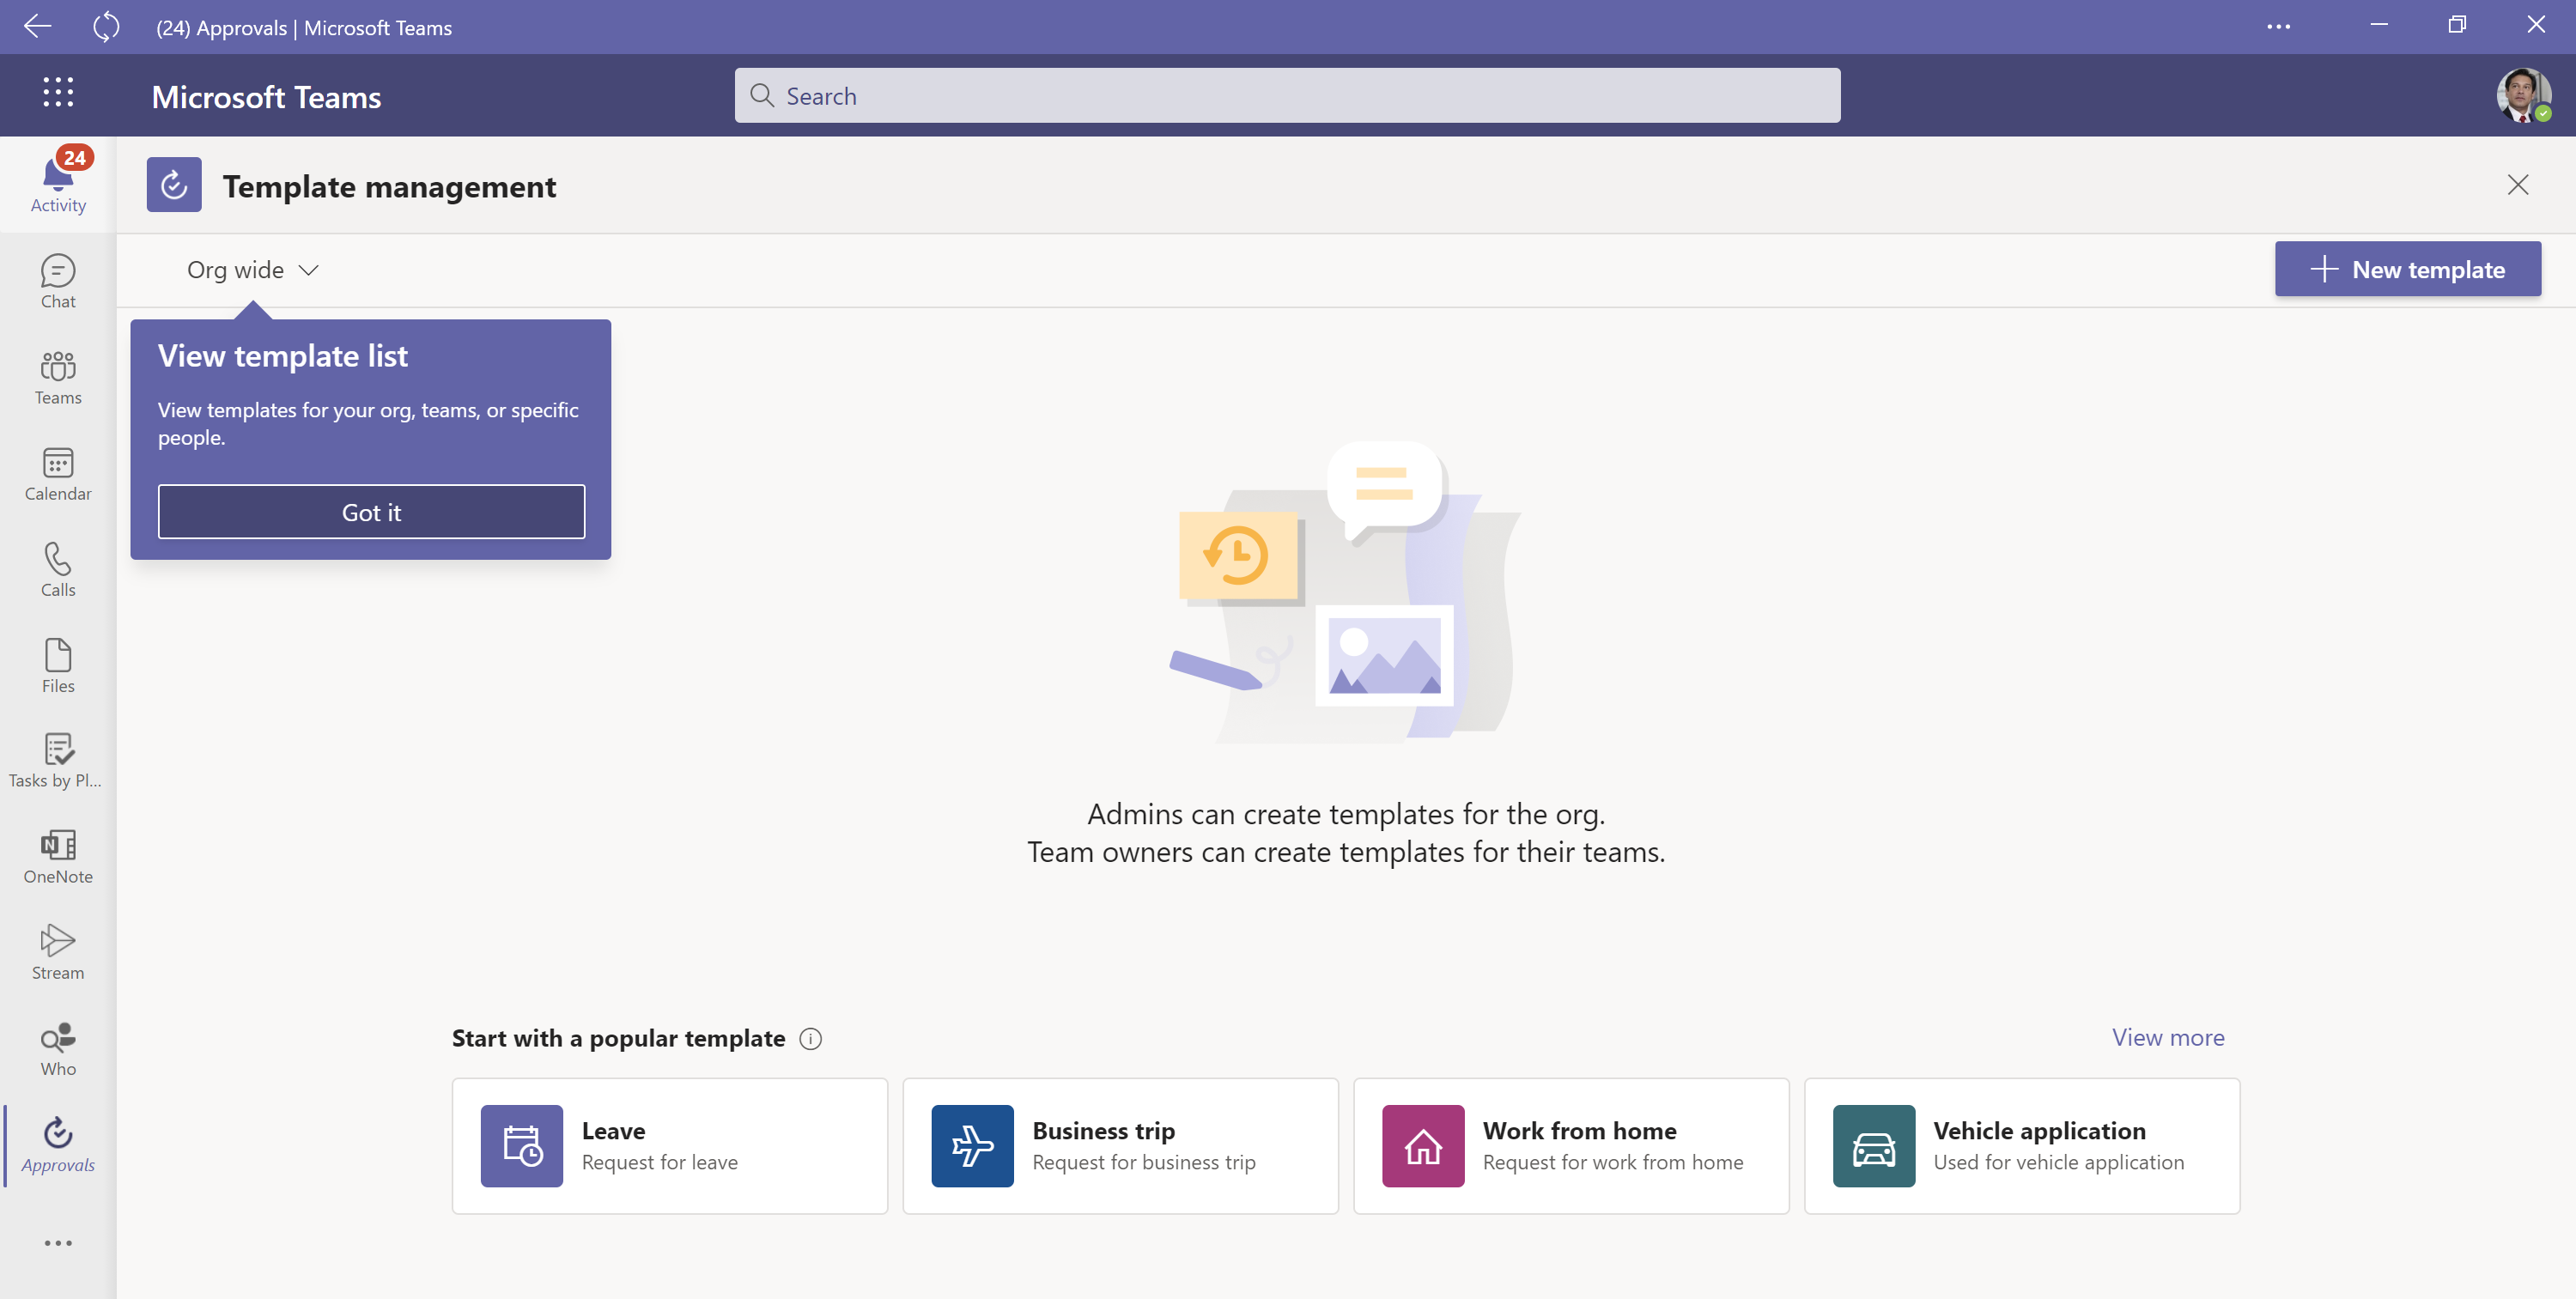 (24) Approvals | Microsoft Teams
Microsoft Teams
Search
24
Activity
Chat
Teams
Calendar
Calls
Files
Tasks by Pl...
OneNote
Stream
Who
Approvals
Template management
Org wide
New template
View template list
View templates for your org, teams, or specific
people.
Got it
Admins can create templates for the org.
Team owners can create templates for their teams.
Start with a popular template
View more
Leave
Request for leave
Business trip
Request for business trip
Work from home
Request for work from home
Vehicle application
Used for vehicle application